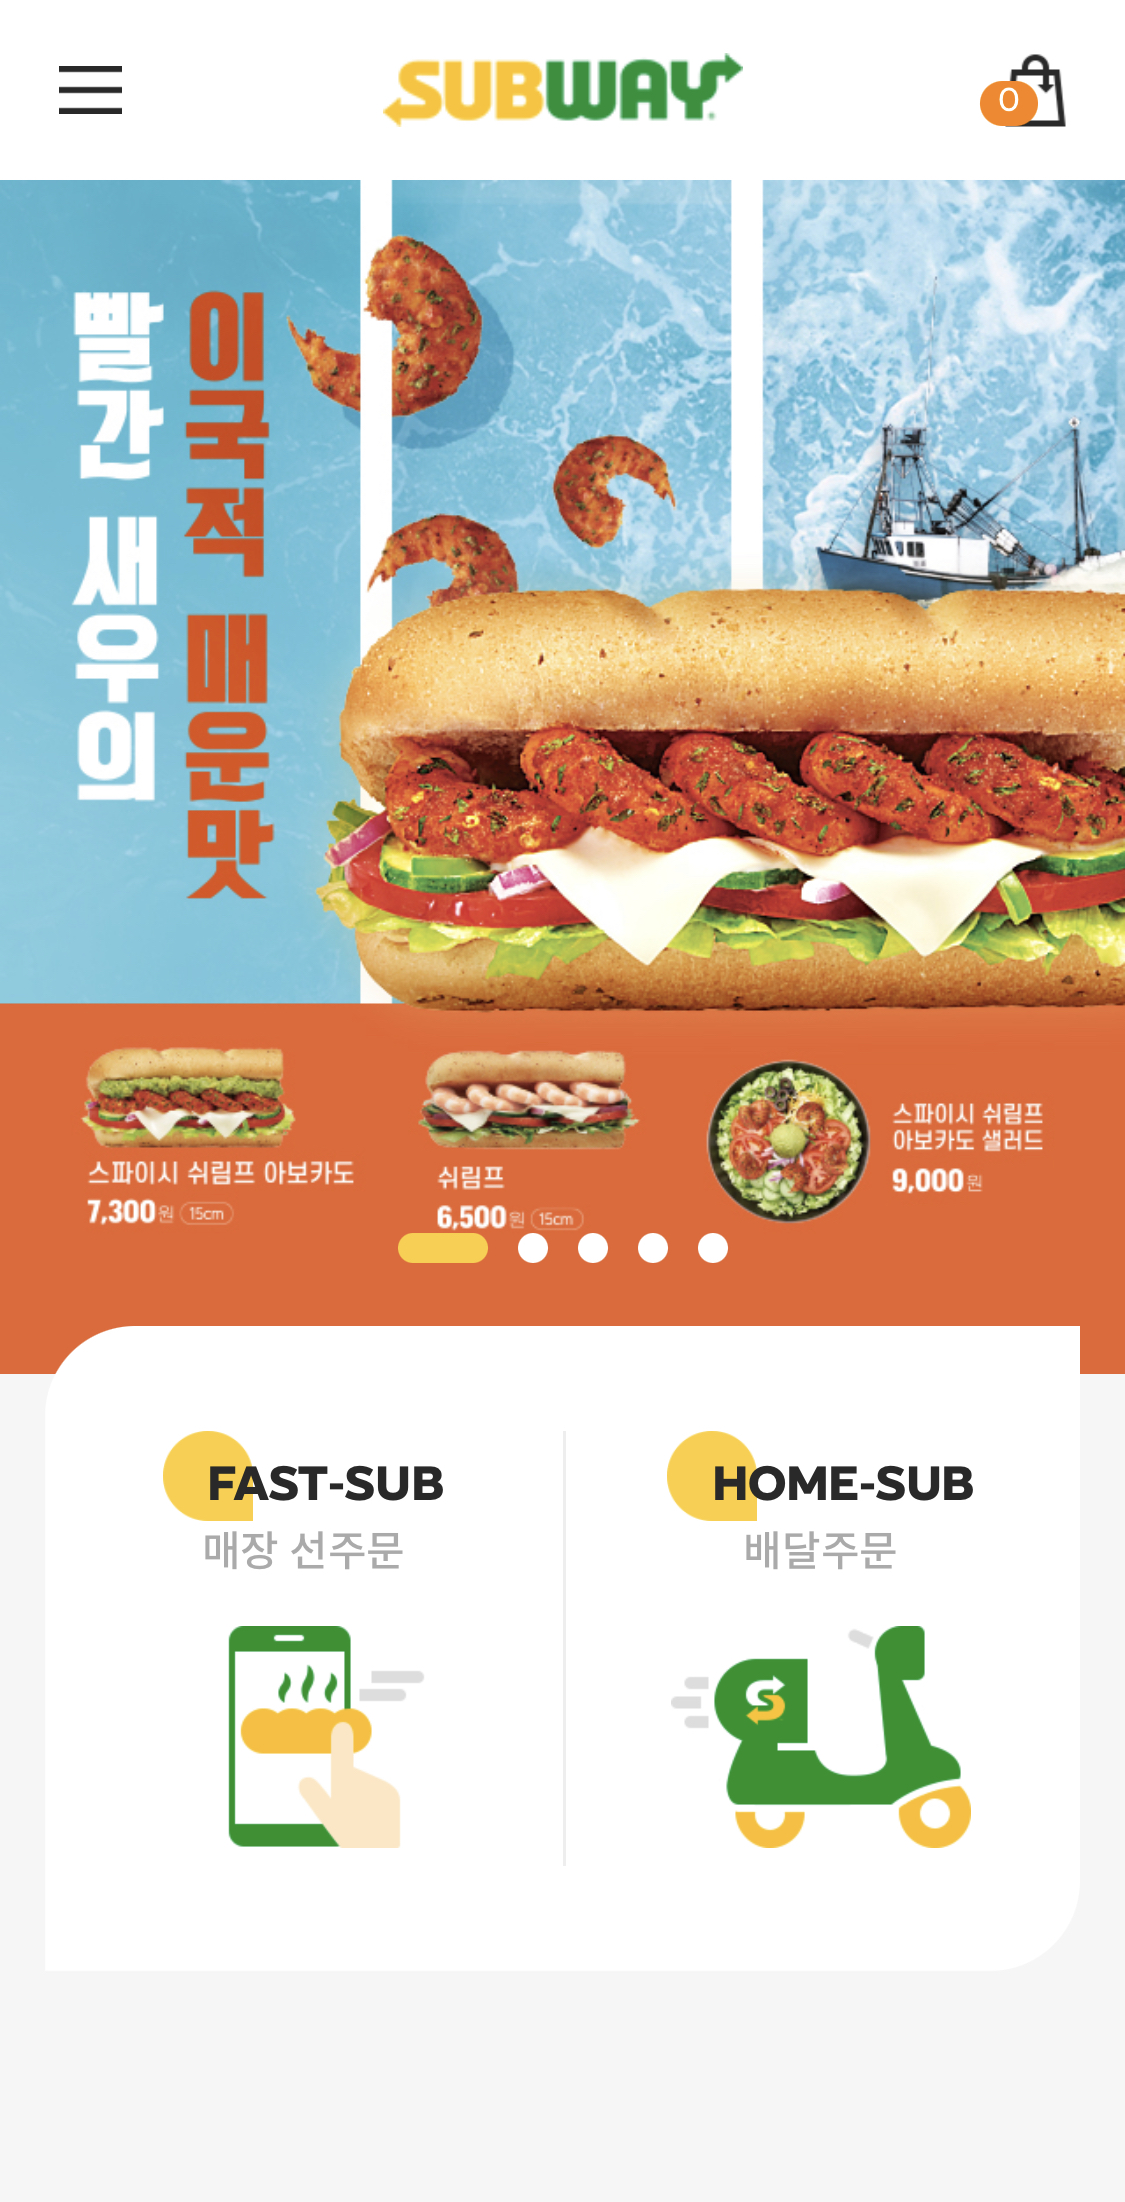 SUBWAY
0
빨간 새우의
이국적 매운맛
스파이시 쉬림프 아보카도
7,300원 15cm
쉬림프
6,500원 15cm
스파이시 쉬림프
아보카도 샐러드
9,000원
FAST-SUB
매장 선주문
HOME-SUB
배달주문